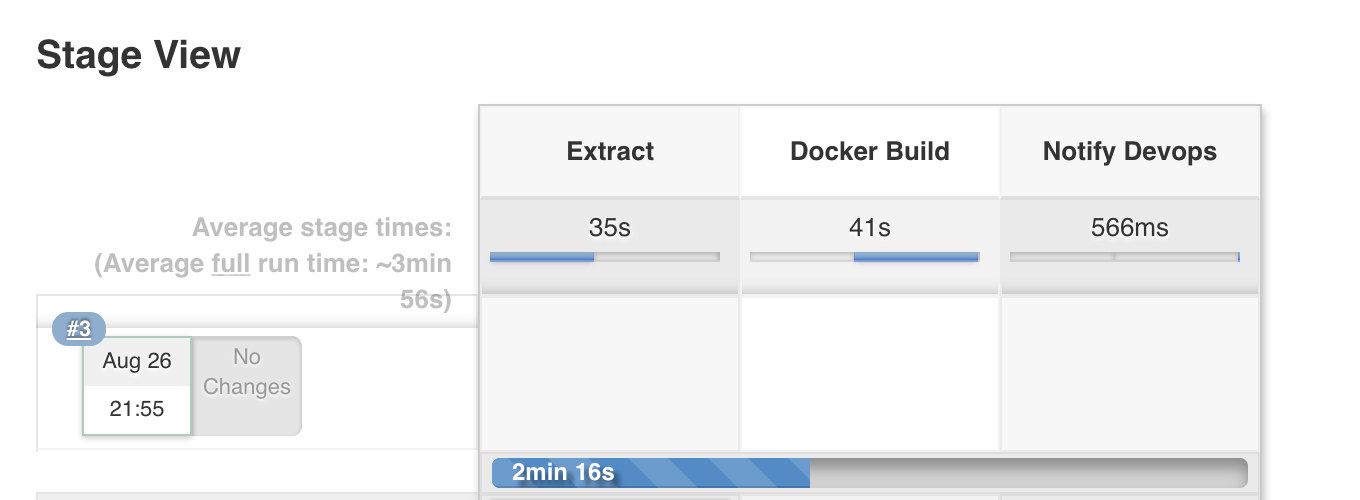 Stage View
Extract Docker Build Notify Devops
Average stage times: 35s 41s 566ms
(Average full run time: ~3min
56s)
#3
Aug 26 No
Changes
21:55
2min 16s